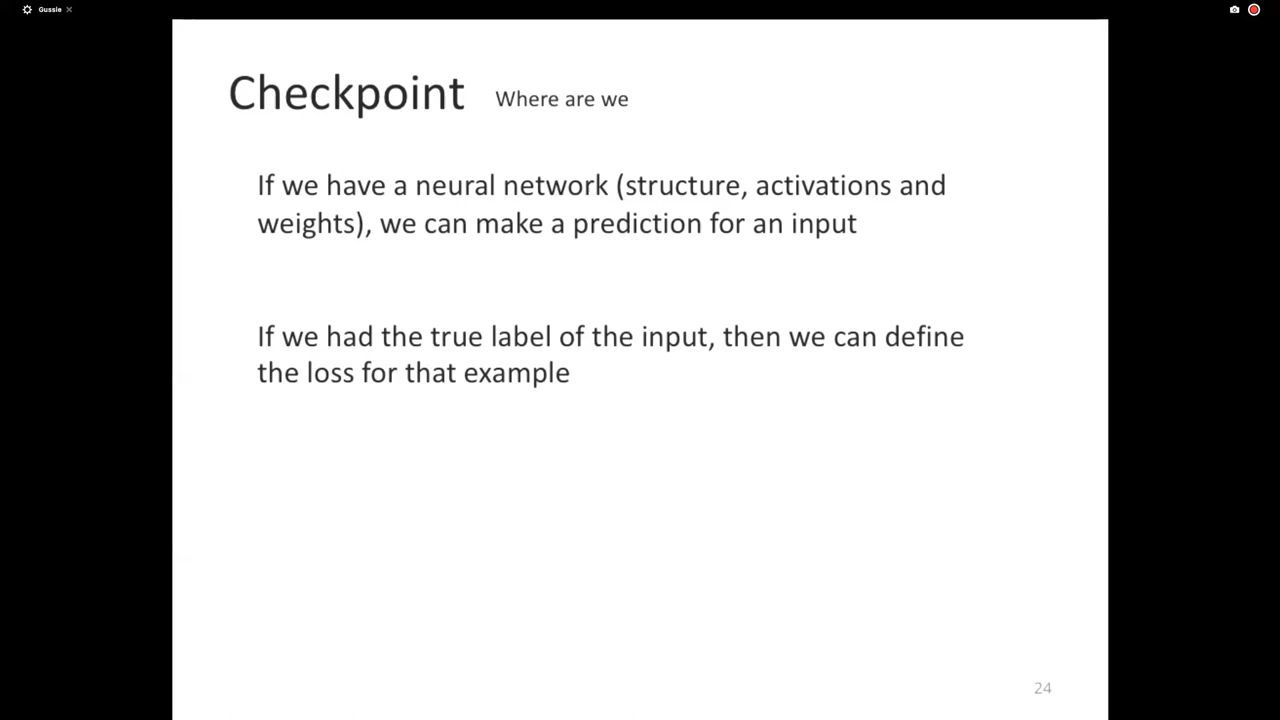 Gussie
Checkpoint Where are we
If we have a neural network (structure, activations and
weights), we can make a prediction for an input
If we had the true label of the input, then we can define
the loss for that example
24